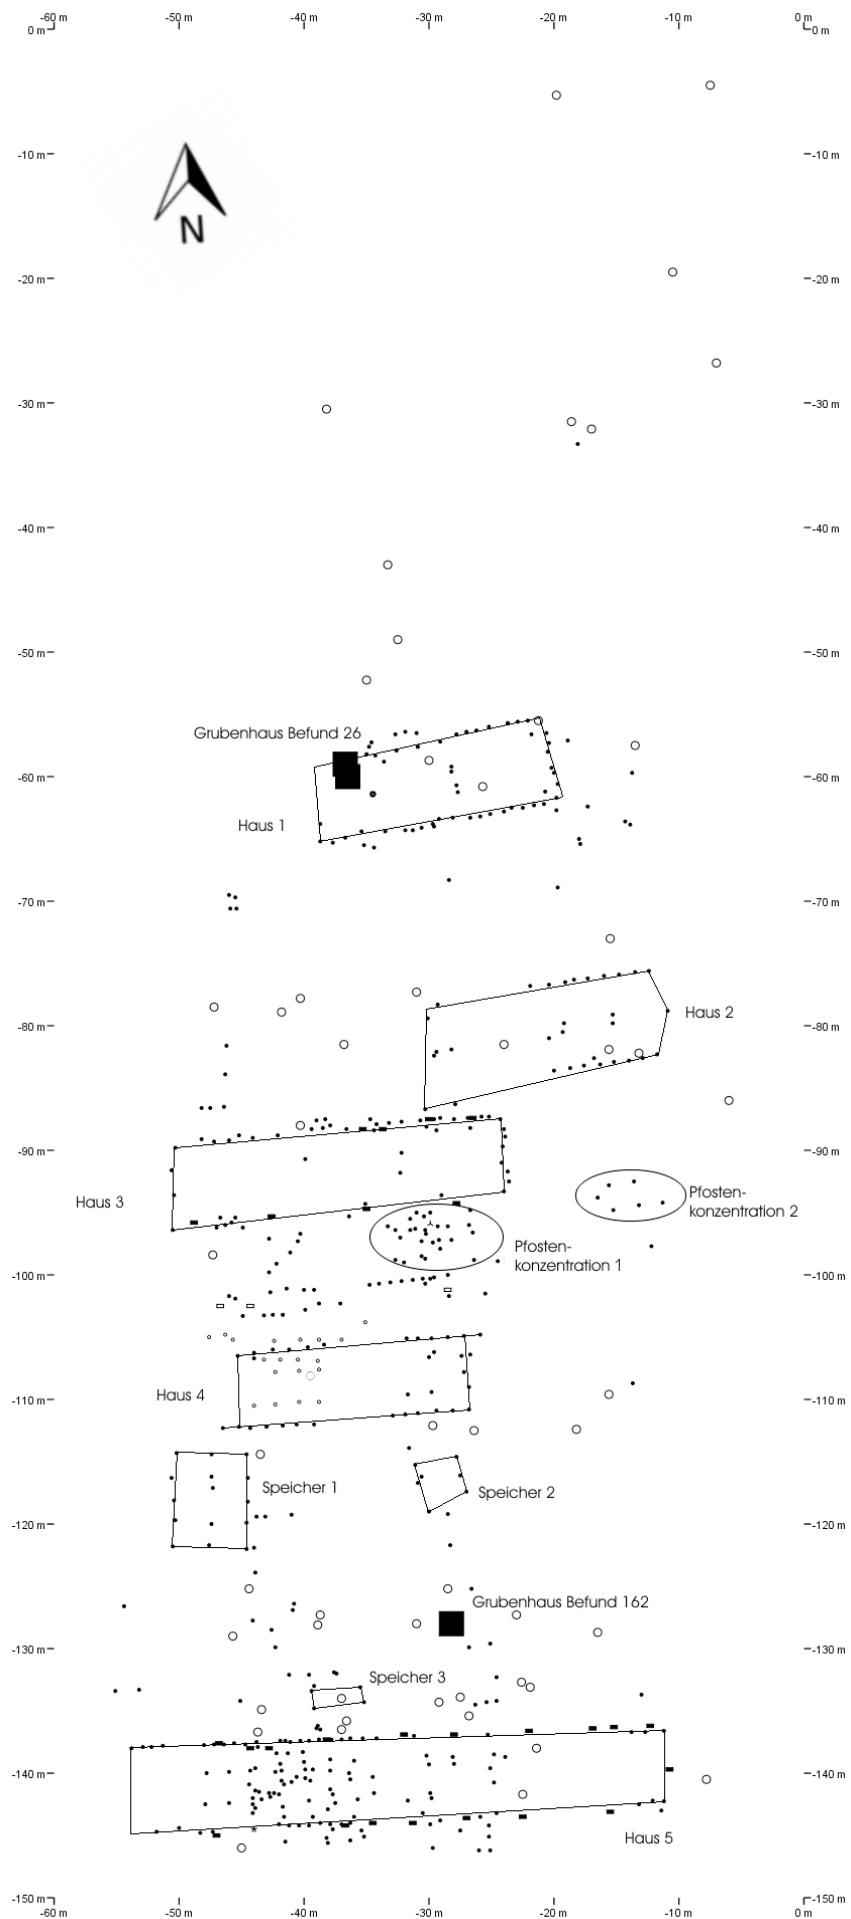 -60 m -50 m -40 m -30 m -20 m -10 m 0 m
0 m 0 m
-10 m -10 m
N
-20 m -20 m
-30 m -30 m
-40 m -40 m
-50 m -50 m
Grubenhaus Befund 26
-60 m -60 m
Haus 1
-70 m -70 m
Haus 2
-80 m -80 m
-90 m -90 m
Haus 3
Pfosten-
konzentration 2
Pfosten-
konzentration 1
-100 m -100 m
Haus 4
-110 m -110 m
Speicher 1
Speicher 2
-120 m -120 m
Grubenhaus Befund 162
-130 m -130 m
Speicher 3
-140 m -140 m
Haus 5
-150 m -150 m
-60 m -50 m -40 m -30 m -20 m -10 m 0 m